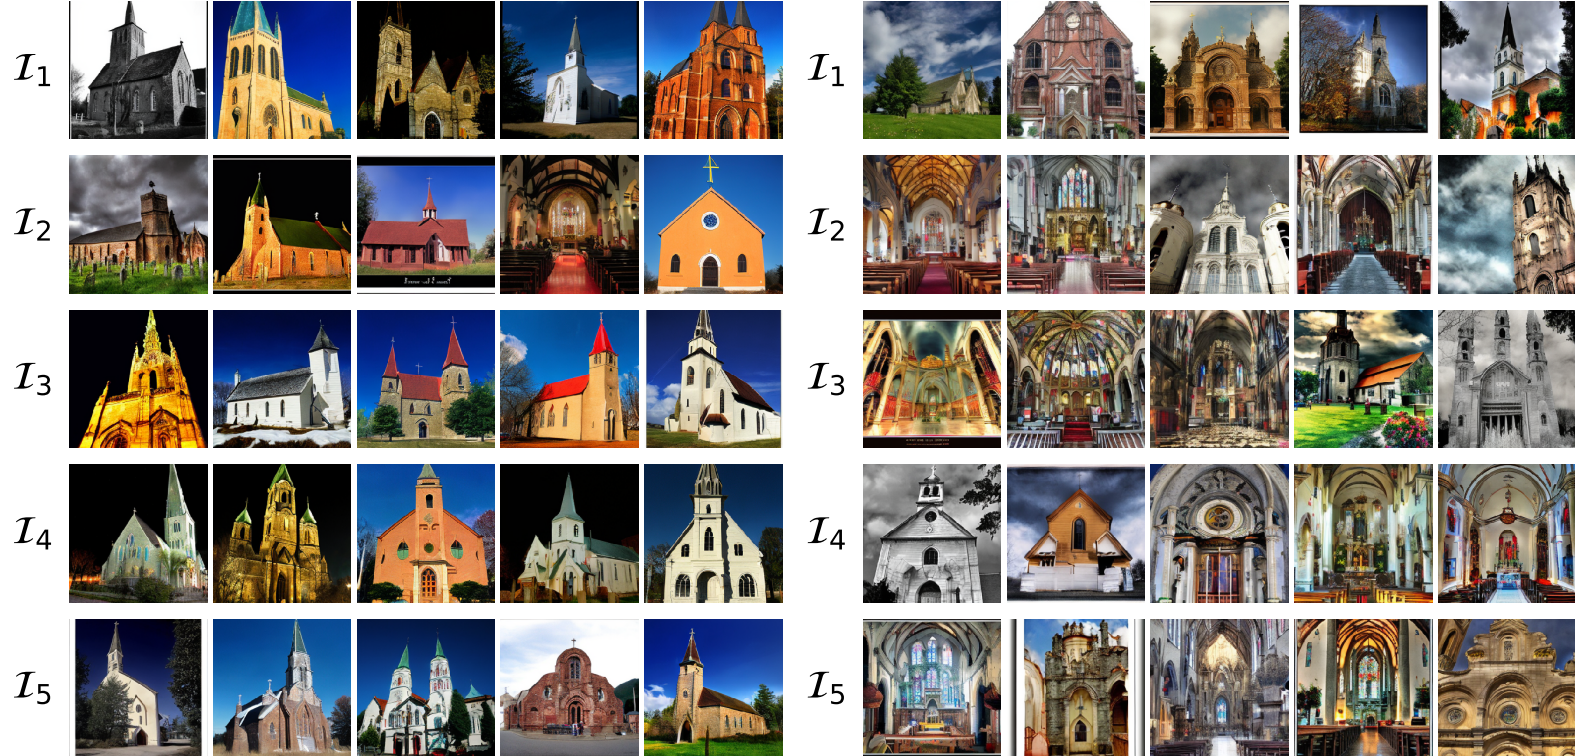 𝓘₁ 𝓘₁
𝓘₂ 𝓘₂
𝓘₃ 𝓘₃
𝓘₄ 𝓘₄
𝓘₅ 𝓘₅